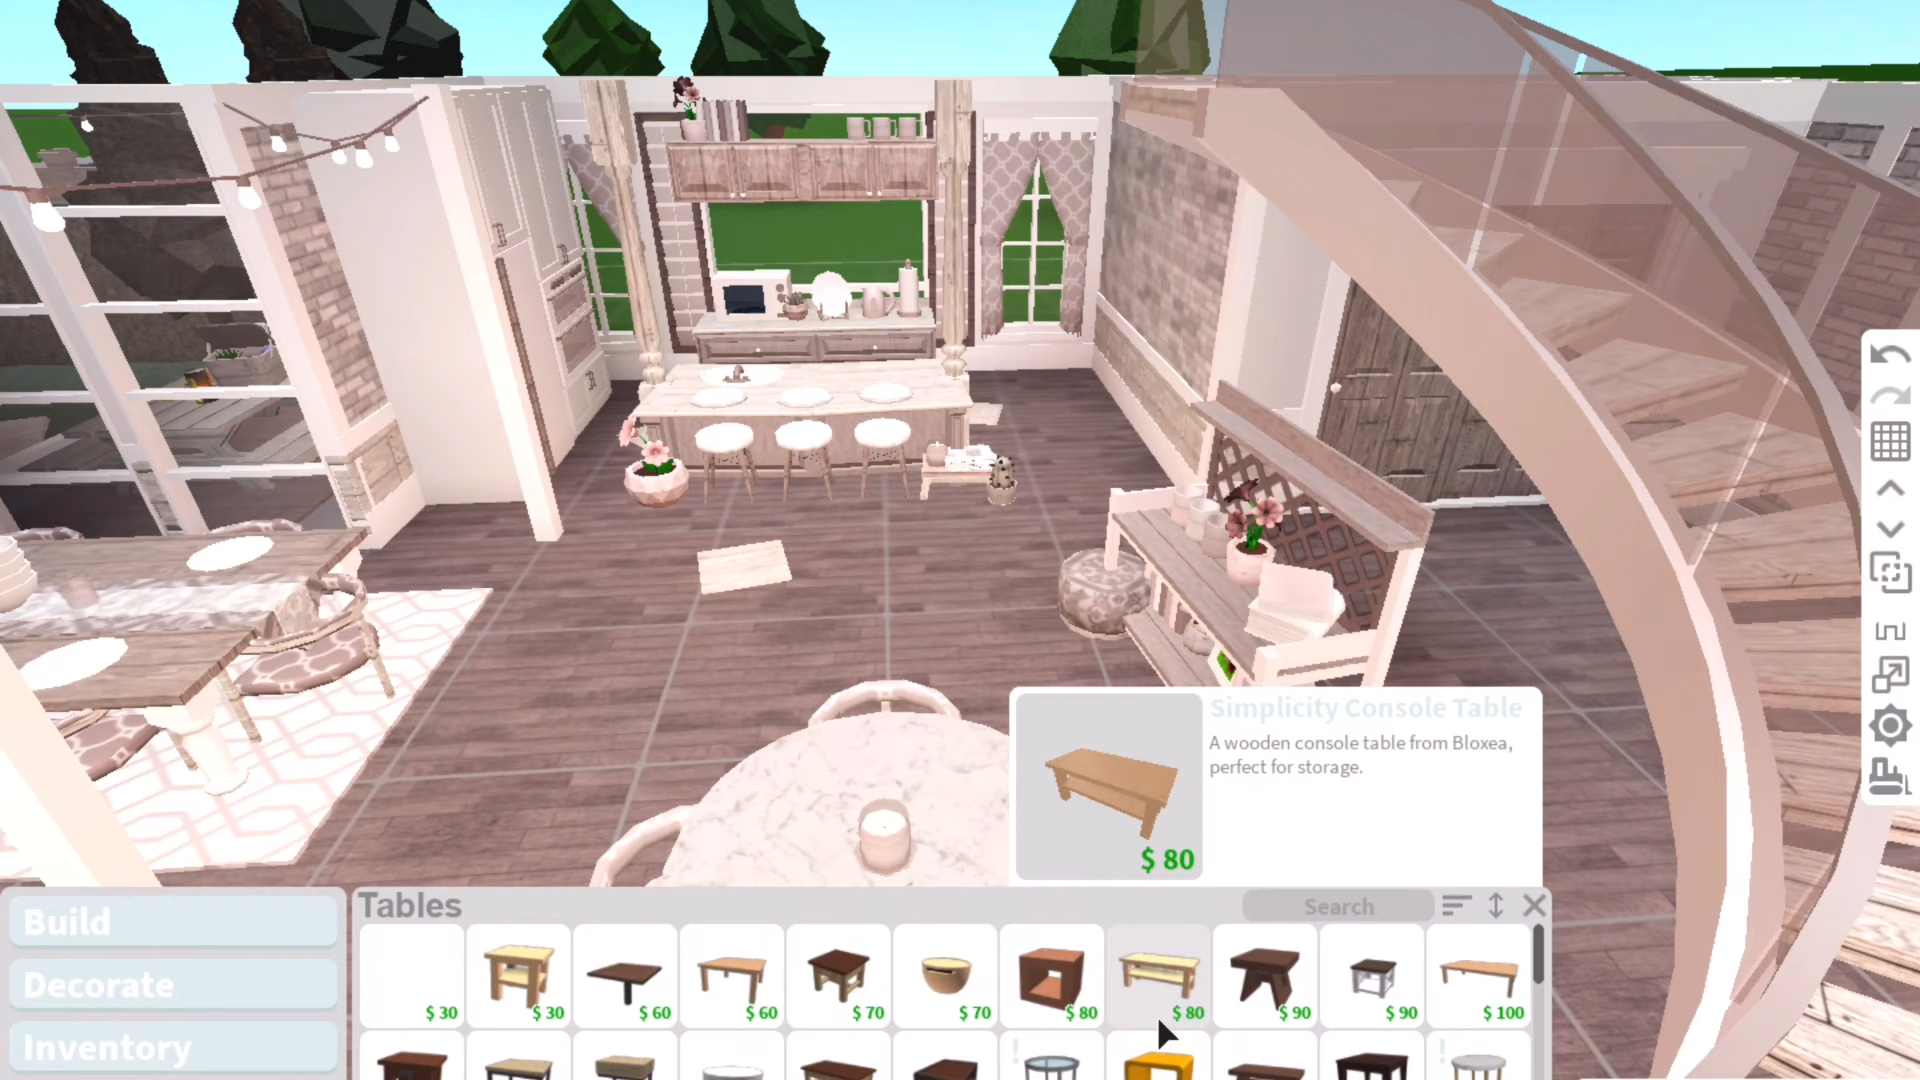 Simplicity Console Table
A wooden console table from Bloxea,
perfect for storage.
$ 80
Build
Decorate
Inventory
Tables
Search
$ 30
$ 30
$ 60
$ 60
$ 70
$ 70
$ 80
$ 80
$ 90
$ 90
$ 100
!
!